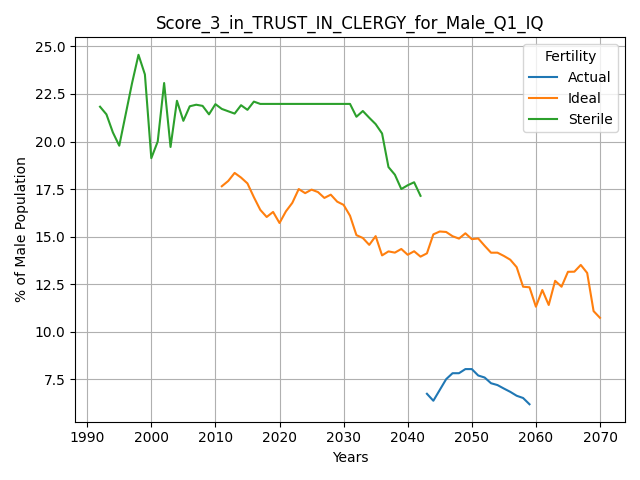 Score_3_in_TRUST_IN_CLERGY_for_Male_Q1_IQ
Fertility
Actual
Ideal
Sterile
% of Male Population
25.0
22.5
20.0
17.5
15.0
12.5
10.0
7.5
1990 2000 2010 2020 2030 2040 2050 2060 2070
Years